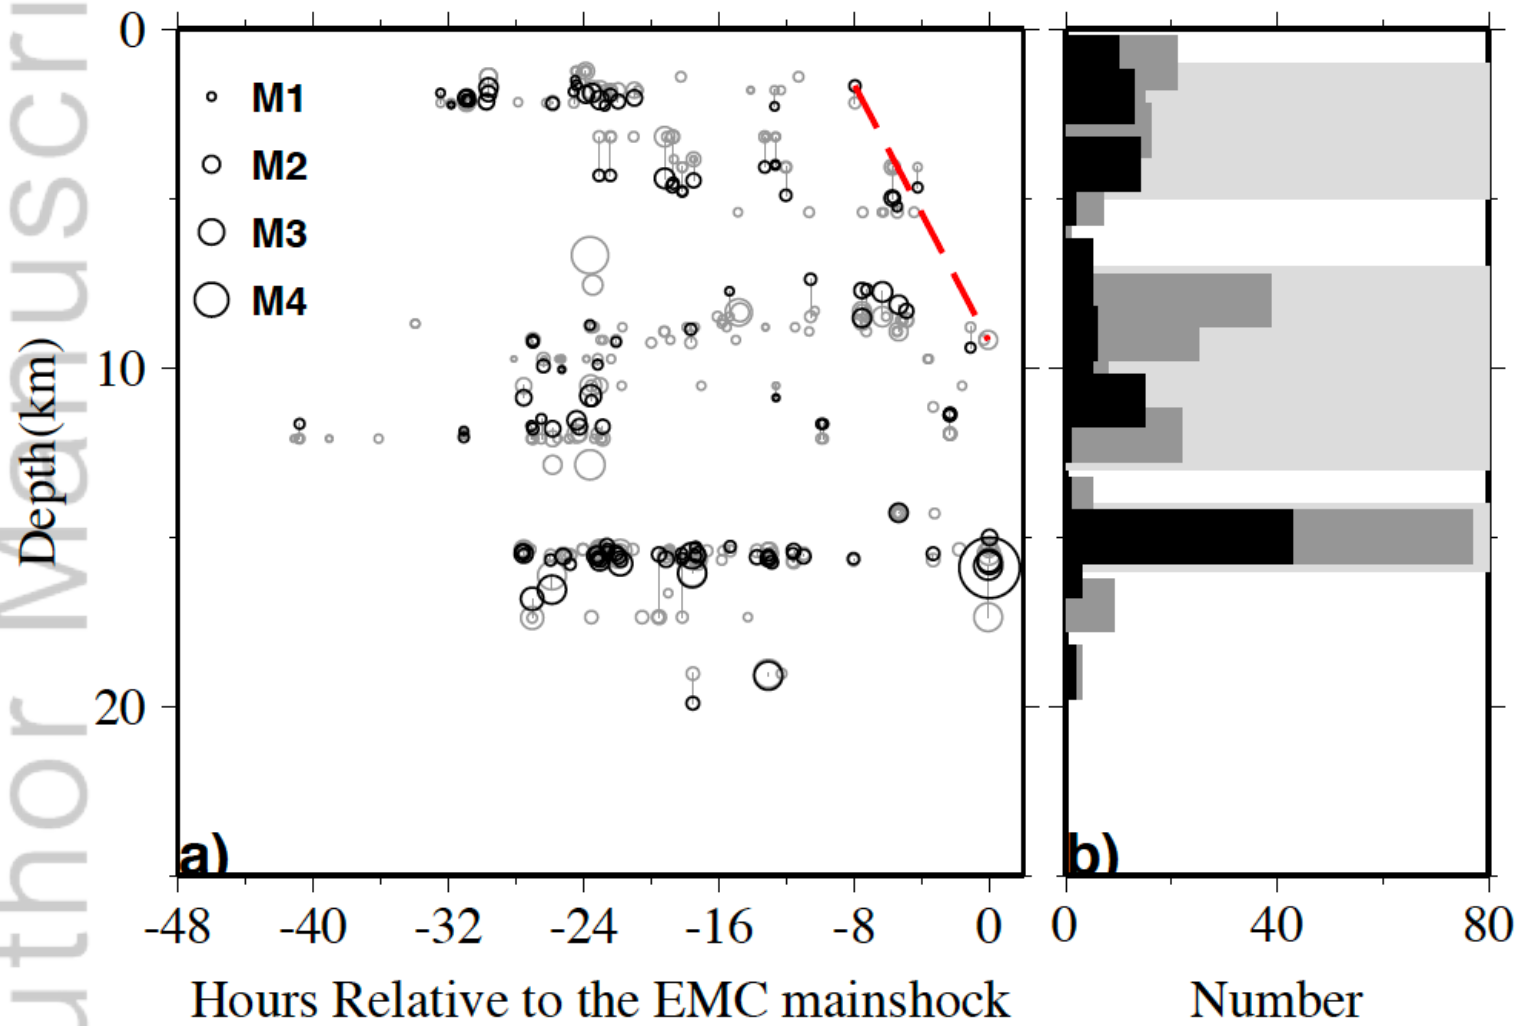 uthor Manuscri
0
10
20
Depth(km)
M1
M2
M3
M4
a)
b)
-48 -40 -32 -24 -16 -8 0
0 40 80
Hours Relative to the EMC mainshock
Number